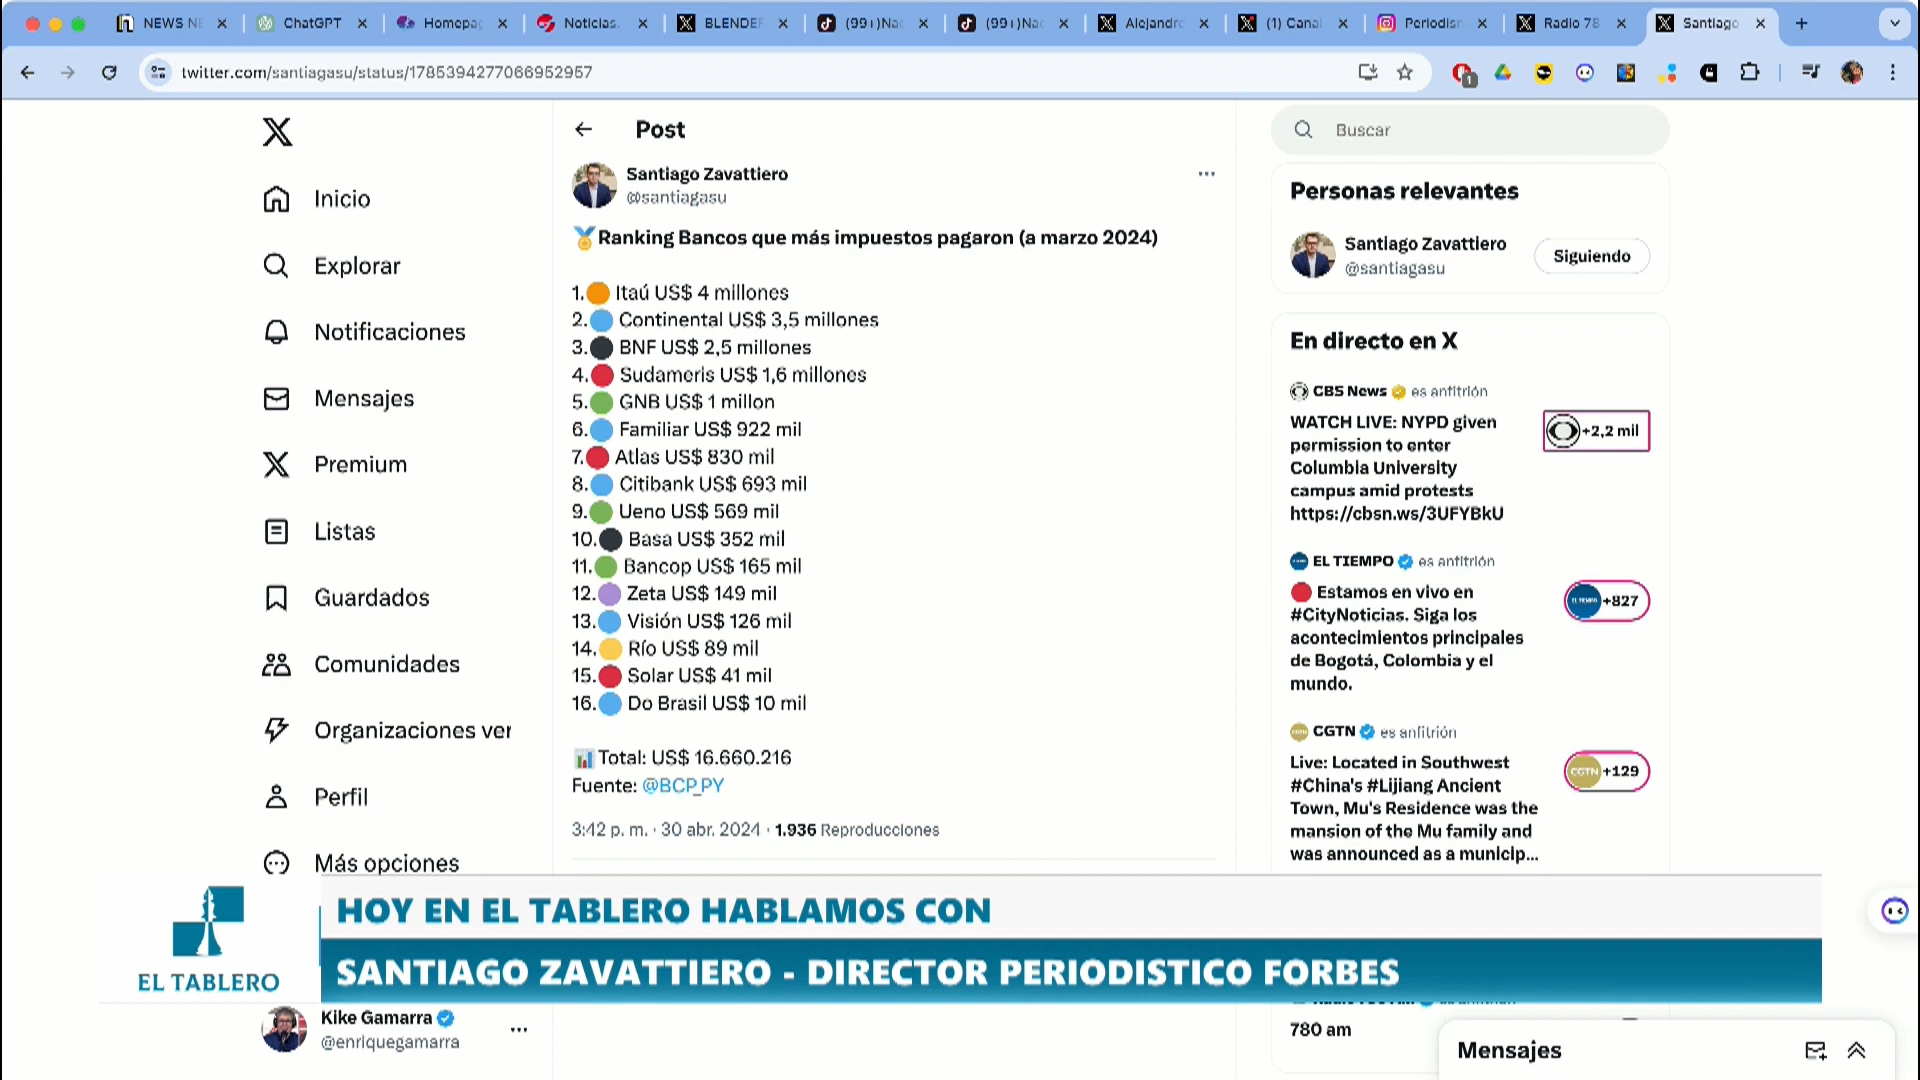 NEWS
ChatGPT
Homepag
Noticias.
BLENDER
(99+)
(99+)
Alejandro
(1) Canal
Periodism
Radio 78
Santiago
twitter.com/santiagasu/status/1785394277066952957
1
Inicio
Explorar
Notificaciones
Mensajes
Premium
Listas
Guardados
Comunidades
Organizaciones ver
Perfil
Más opciones
Post
Santiago Zavattiero
@santiagasu
Ranking Bancos que más impuestos pagaron (a marzo 2024)
1. Itaú US$ 4 millones
2. Continental US$ 3,5 millones
3. BNF US$ 2,5 millones
4. Sudameris US$ 1,6 millones
5. GNB US$ 1 millon
6. Familiar US$ 922 mil
7. Atlas US$ 830 mil
8. Citibank US$ 693 mil
9. Ueno US$ 569 mil
10. Basa US$ 352 mil
11. Bancop US$ 165 mil
12. Zeta US$ 149 mil
13. Visión US$ 126 mil
14. Río US$ 89 mil
15. Solar US$ 41 mil
16. Do Brasil US$ 10 mil
Total: US$ 16.660.216
Fuente: @BCP_PY
3:42 p. m. · 30 abr. 2024 · 1.936 Reproducciones
Buscar
Personas relevantes
Santiago Zavattiero
@santiagasu
Siguiendo
En directo en X
CBS News es anfitrión
WATCH LIVE: NYPD given
permission to enter
Columbia University
campus amid protests
https://cbsn.ws/3UFYBkU
+2,2 mil
EL TIEMPO es anfitrión
Estamos en vivo en
#CityNoticias. Siga los
acontecimientos principales
de Bogotá, Colombia y el
mundo.
EL TIEMPO +827
CGTN es anfitrión
Live: Located in Southwest
#China's #Lijiang Ancient
Town, Mu's Residence was the
mansion of the Mu family and
was announced as a municip...
CGTN +129
HOY EN EL TABLERO HABLAMOS CON
SANTIAGO ZAVATTIERO - DIRECTOR PERIODISTICO FORBES
EL TABLERO
Kike Gamarra
@enriquegamarra
780 am
Mensajes